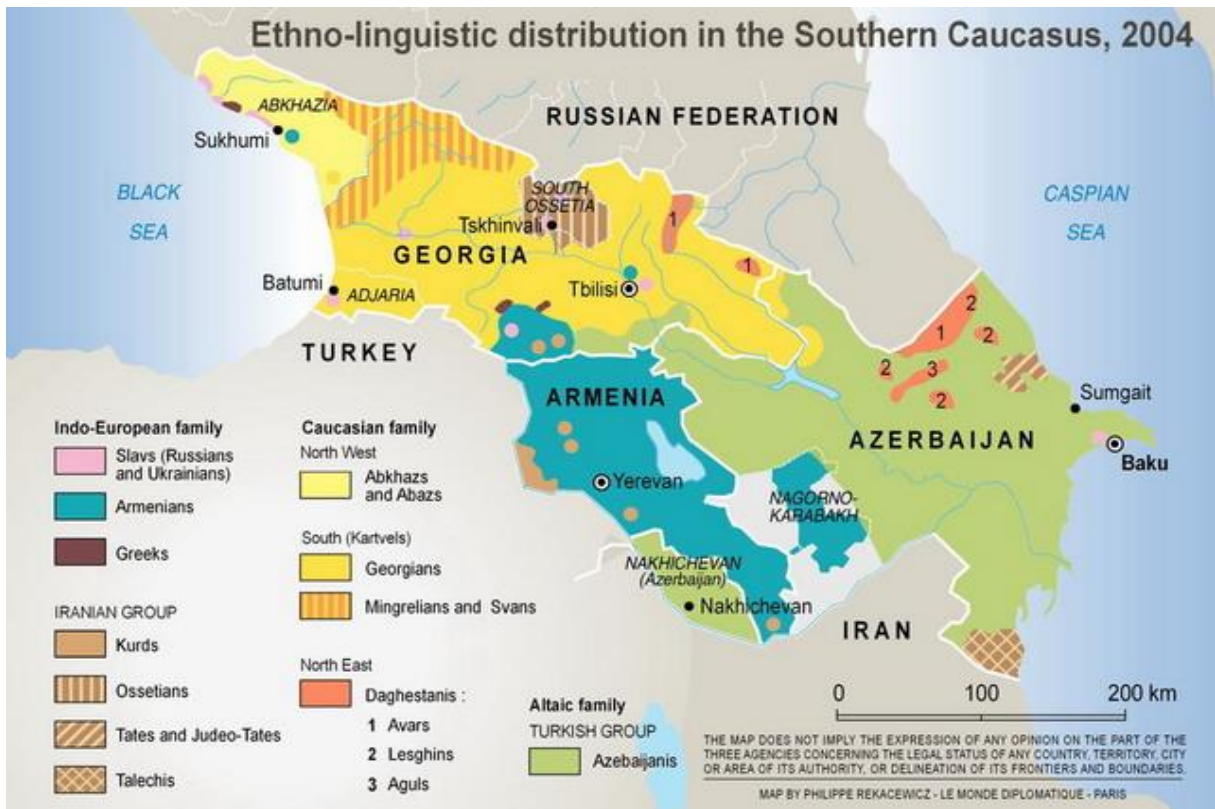 Ethno-linguistic distribution in the Southern Caucasus, 2004
RUSSIAN FEDERATION
ABKHAZIA
Sukhumi
BLACK
SEA
CASPIAN
SEA
SOUTH
OSSETIA
Tskhinvali
1
GEORGIA
1
Batumi
ADJARIA
Tbilisi
TURKEY
2
1
2
2
3
2
Sumgait
ARMENIA
AZERBAIJAN
Baku
Yerevan
NAGORNO-
KARABAKH
NAKHICHEVAN
(Azerbaijan)
Nakhichevan
IRAN
Indo-European family
Slavs (Russians
and Ukrainians)
Armenians
Greeks
IRANIAN GROUP
Kurds
Ossetians
Tates and Judeo-Tates
Talechis
Caucasian family
North West
Abkhazs
and Abazs
South (Kartvels)
Georgians
Mingrelians and Svans
North East
Daghestanis :
1 Avars
2 Lesghins
3 Aguls
Altaic family
TURKISH GROUP
Azebaijanis
0 100 200 km
THE MAP DOES NOT IMPLY THE EXPRESSION OF ANY OPINION ON THE PART OF THE
THREE AGENCIES CONCERNING THE LEGAL STATUS OF ANY COUNTRY, TERRITORY, CITY
OR AREA OF ITS AUTHORITY, OR DELINEATION OF ITS FRONTIERS AND BOUNDARIES.
MAP BY PHILIPPE REKACEWICZ - LE MONDE DIPLOMATIQUE - PARIS